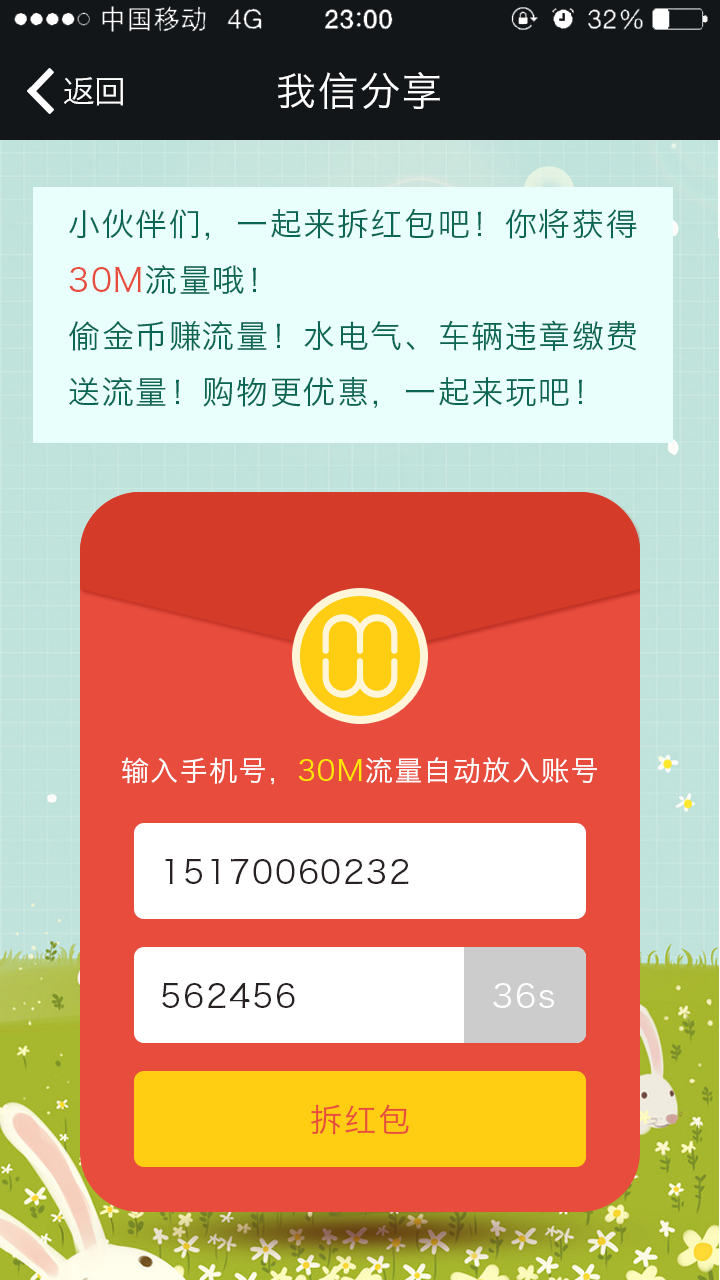 中国移动 4G 23:00 32%
返回 我信分享
小伙伴们，一起来拆红包吧！你将获得
30M流量哦！
偷金币赚流量！水电气、车辆违章缴费
送流量！购物更优惠，一起来玩吧！
输入手机号，30M流量自动放入账号
15170060232
562456 36s
拆红包